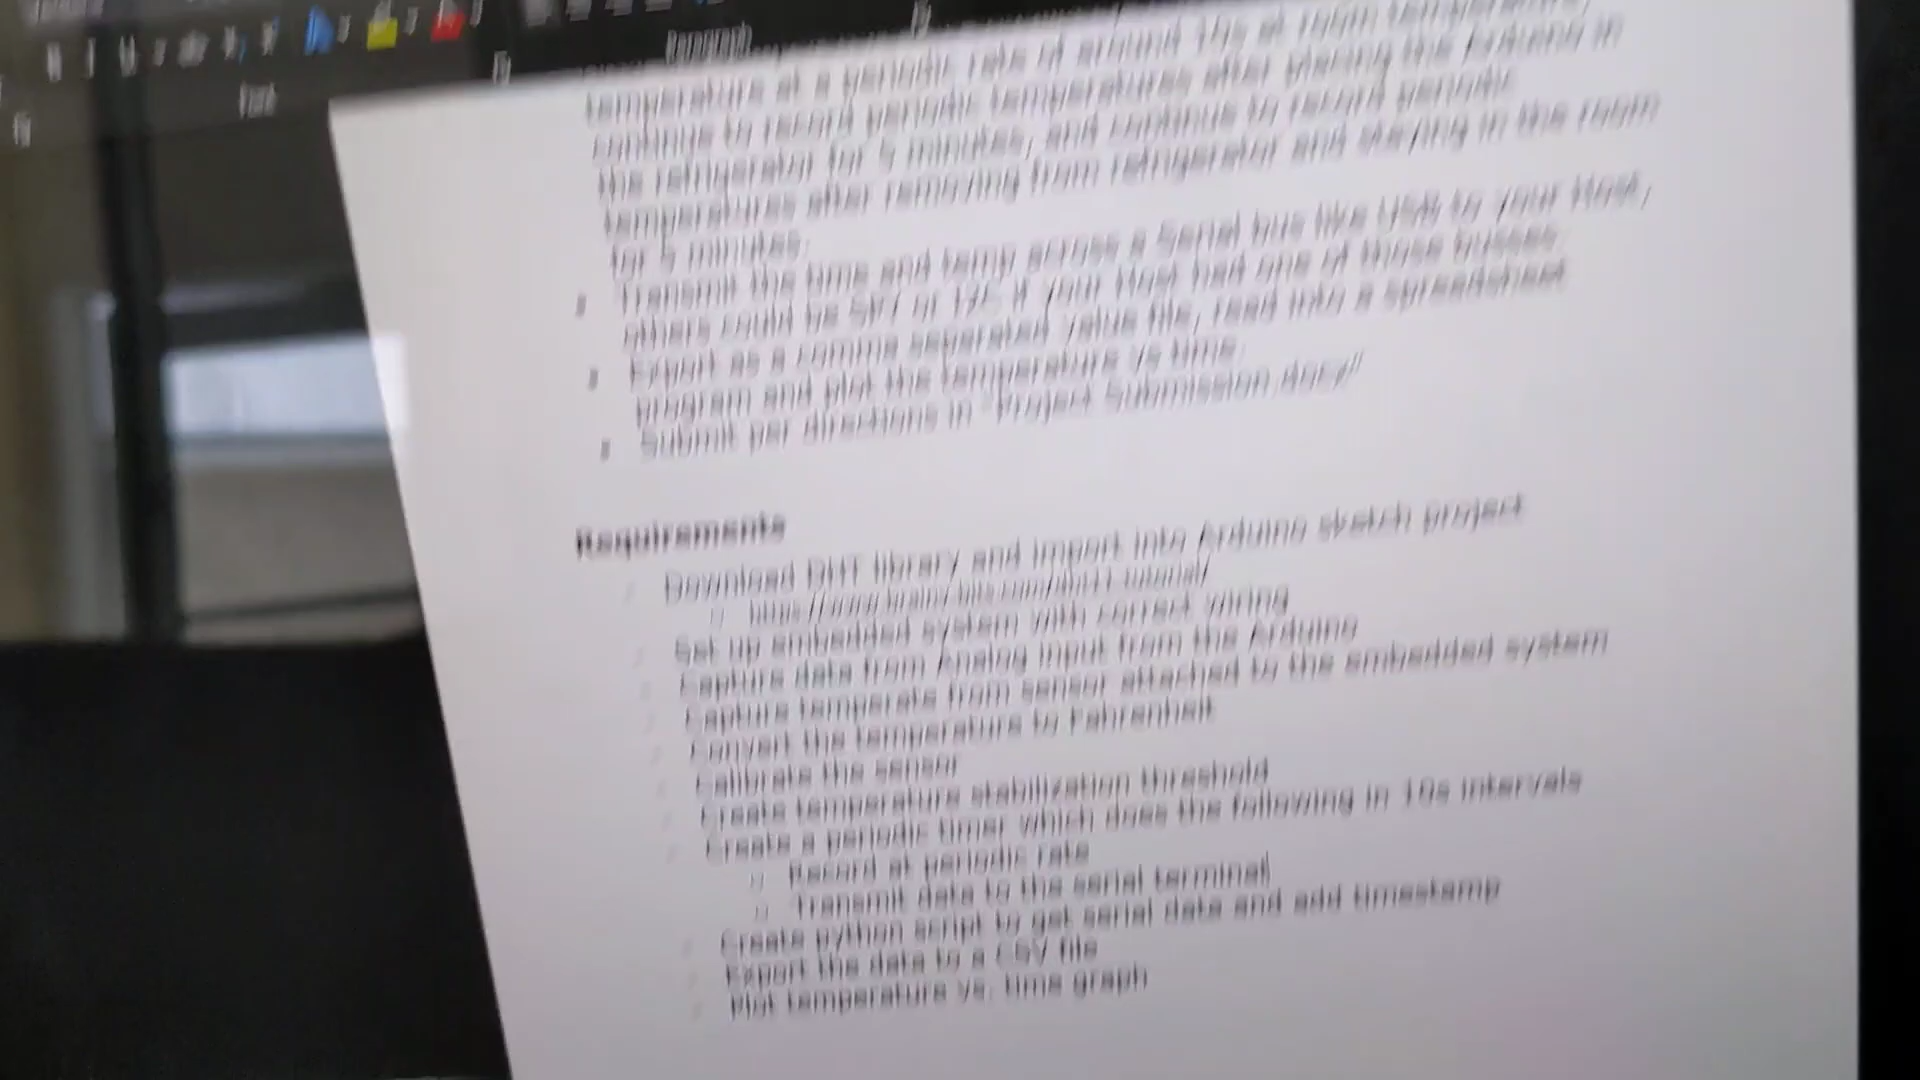 Font
Paragraph
temperature at a periodic rate of around 10s at room temperature,
continue to record periodic temperatures after placing the Arduino in
the refrigerator for 5 minutes, and continue to record periodic
temperatures after removing from refrigerator and staying in the room
for 5 minutes.
Transmit the time and temp across a Serial bus like USB to your Host,
others could be SPI or I2C if your Host had one of those busses.
Export as a comma separated value file, read into a spreadsheet
program and plot the temperature vs time.
Submit per directions in "Project Submission.docx"
Requirements
Download DHT library and import into Arduino sketch project
Set up embedded system with correct wiring
Capture data from Analog input from the Arduino
Capture temperate from sensor attached to the embedded system
Convert the temperature to Fahrenheit
Calibrate the sensor
Create temperature stabilization threshold
Create a periodic timer which does the following in 10s intervals
Record at periodic rate
Transmit data to the serial terminal
Create python script to get serial data and add timestamp
Export the data to a CSV file
Plot temperature vs. time graph